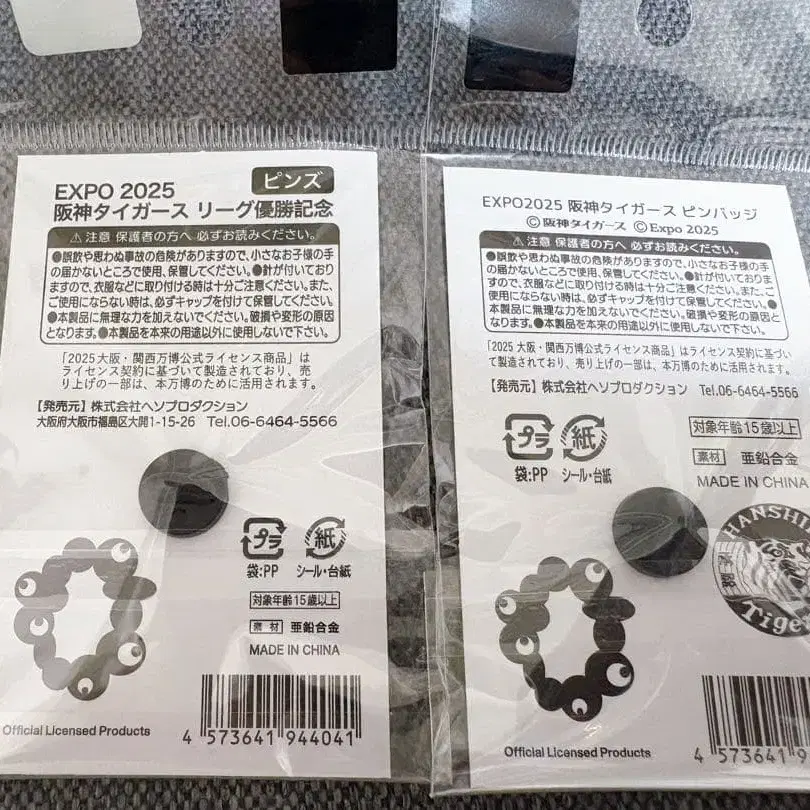 EXPO 2025
ピンズ
阪神タイガース リーグ優勝記念
⚠注意 保護者の方へ 必ずお読みください。
●誤飲や思わぬ事故の危険がありますので、小さなお子様の手
の届かないところで使用、保管してください。●針が付いており
ますので、衣服などに取り付ける時は十分ご注意ください。また、
ご使用にならない時は、必ずキャップを付けて保管してください。
●本製品に無理な力を加えないでください。破損や変形の原因
となります。●本製品を本来の用途以外に使用しないで下さい。
「2025大阪・関西万博公式ライセンス商品」は
ライセンス契約に基づいて製造されており、売
り上げの一部は、本万博のために活用されます。
【発売元】株式会社ヘソプロダクション
大阪府大阪市福島区大開1-15-26 Tel.06-6464-5566
プラ
紙
袋:PP
シール・台紙
対象年齢15歳以上
素材 亜鉛合金
MADE IN CHINA
Official Licensed Products
4 573641 944041
EXPO2025 阪神タイガース ピンバッジ
©阪神タイガース ©Expo 2025
⚠注意 保護者の方へ 必ずお読みください。
●誤飲や思わぬ事故の危険がありますので、小さなお子様の手
の届かないところで使用、保管してください。●針が付いており
ますので、衣服などに取り付ける時は十分ご注意ください。また、ご
使用にならない時は、必ずキャップを付けて保管してください。
●本製品に無理な力を加えないでください。破損や変形の原因と
なります。●本製品を本来の用途以外に使用しないで下さい。
「2025 大阪・関西万博公式ライセンス商品」はライセンス契約に基づい
て製造されており、売り上げの一部は、本万博のために活用されます。
【発売元】株式会社ヘソプロダクション Tel.06-6464-5566
プラ
紙
袋:PP
シール・台紙
対象年齢15歳以上
素材 亜鉛合金
MADE IN CHINA
Tigers
Official Licensed Products
4 573641 9